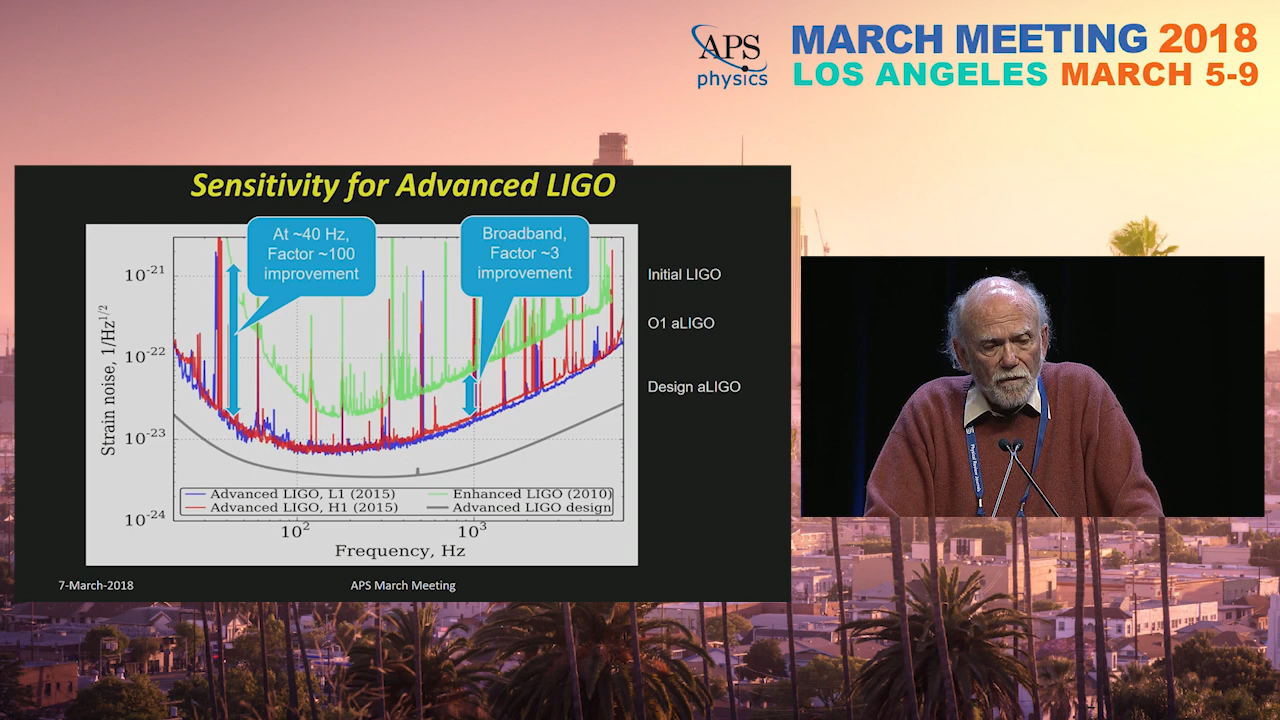 APS
physics
MARCH MEETING 2018
LOS ANGELES MARCH 5-9
Sensitivity for Advanced LIGO
At ~40 Hz,
Factor ~100
improvement
Broadband,
Factor ~3
improvement
Initial LIGO
O1 aLIGO
Design aLIGO
Strain noise, 1/Hz^{1/2}
10^{-21}
10^{-22}
10^{-23}
10^{-24}
Advanced LIGO, L1 (2015)
Advanced LIGO, H1 (2015)
Enhanced LIGO (2010)
Advanced LIGO design
10^2
10^3
Frequency, Hz
7-March-2018
APS March Meeting